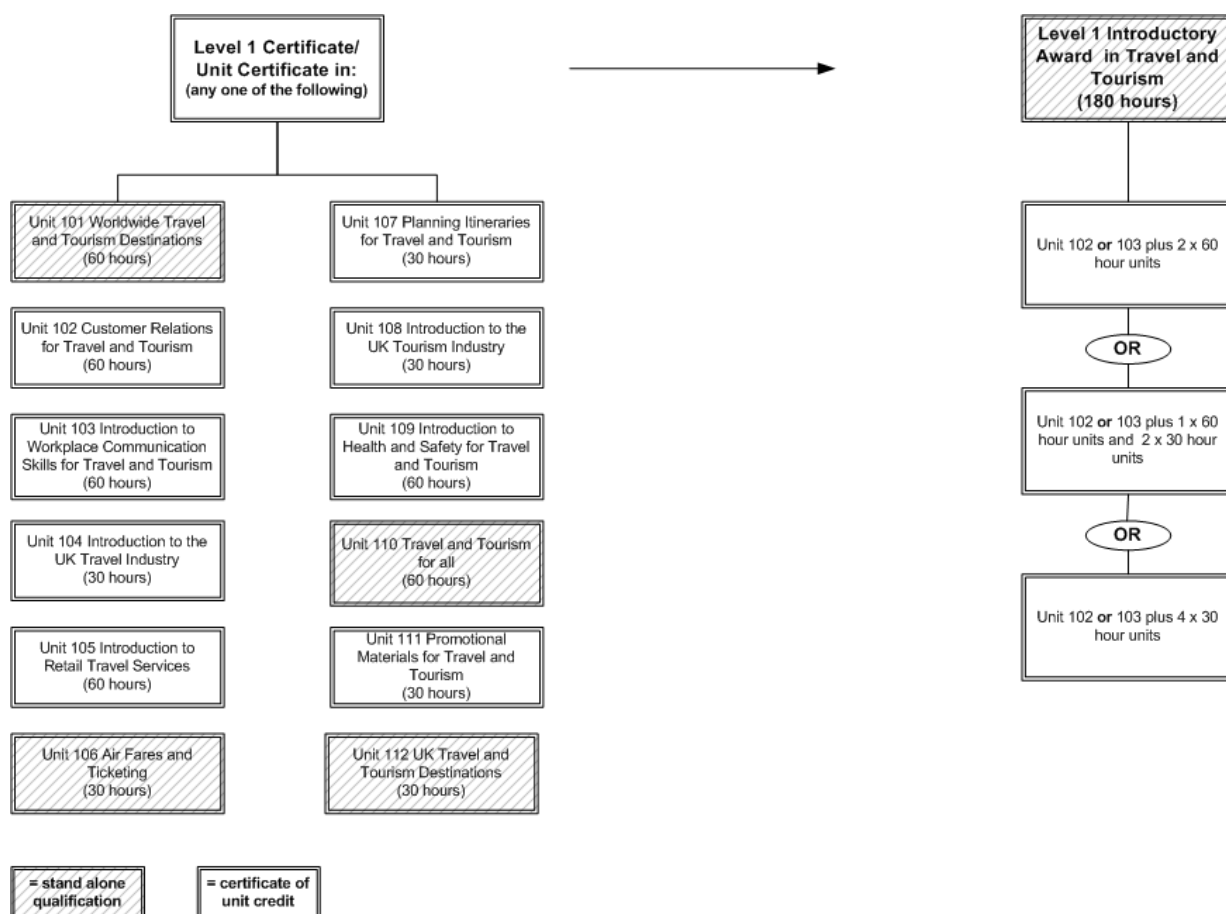 Level 1 Certificate/
Unit Certificate in:
(any one of the following)
Level 1 Introductory
Award in Travel and
Tourism
(180 hours)
Unit 101 Worldwide Travel
and Tourism Destinations
(60 hours)
Unit 102 Customer Relations
for Travel and Tourism
(60 hours)
Unit 103 Introduction to
Workplace Communication
Skills for Travel and Tourism
(60 hours)
Unit 104 Introduction to the
UK Travel Industry
(30 hours)
Unit 105 Introduction to
Retail Travel Services
(60 hours)
Unit 106 Air Fares and
Ticketing
(30 hours)
Unit 107 Planning Itineraries
for Travel and Tourism
(30 hours)
Unit 108 Introduction to the
UK Tourism Industry
(30 hours)
Unit 109 Introduction to
Health and Safety for Travel
and Tourism
(60 hours)
Unit 110 Travel and Tourism
for all
(60 hours)
Unit 111 Promotional
Materials for Travel and
Tourism
(30 hours)
Unit 112 UK Travel and
Tourism Destinations
(30 hours)
Unit 102 or 103 plus 2 x 60
hour units
OR
Unit 102 or 103 plus 1 x 60
hour units and 2 x 30 hour
units
OR
Unit 102 or 103 plus 4 x 30
hour units
= stand alone
qualification
= certificate of
unit credit